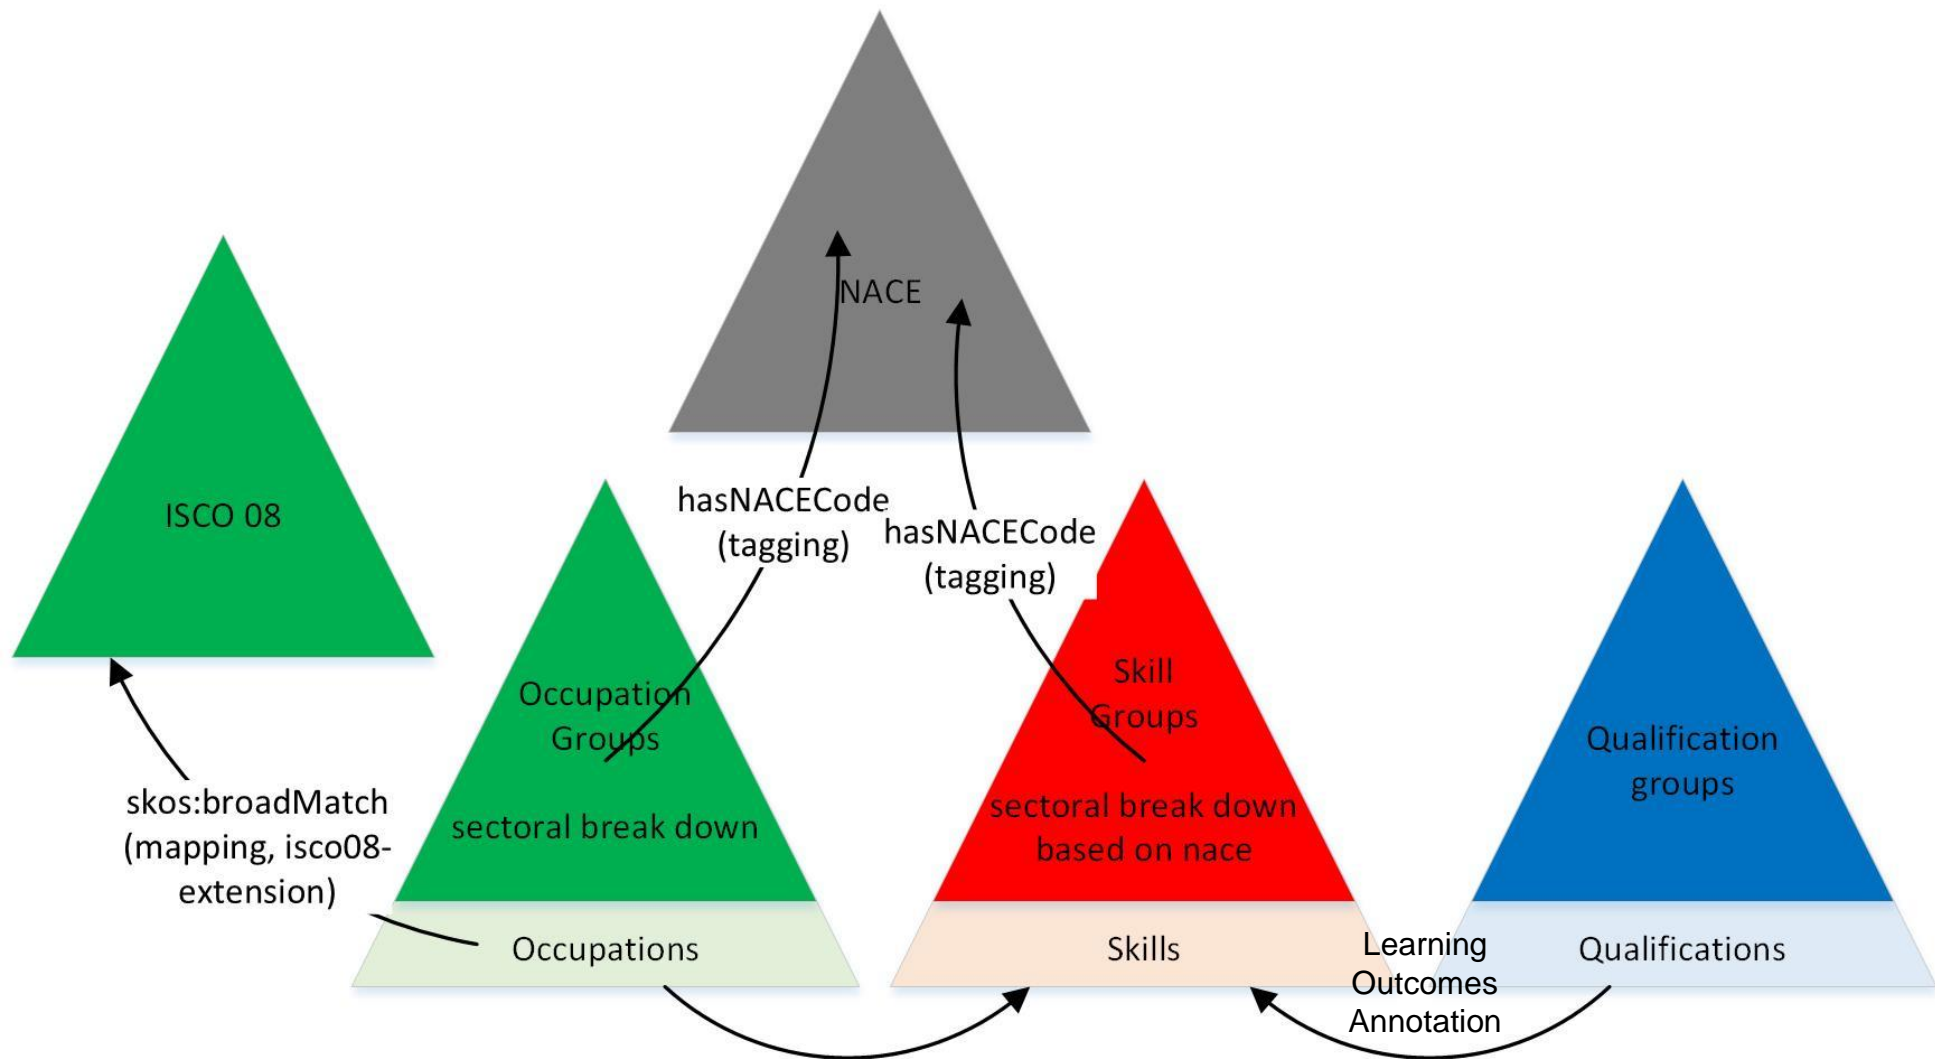 NACE
ISCO 08
hasNACECode
(tagging)
hasNACECode
(tagging)
Occupation
Groups
sectoral break down
Skill
Groups
sectoral break down
based on nace
Qualification
groups
skos:broadMatch
(mapping, isco08-
extension)
Occupations
Skills
Learning
Outcomes
Annotation
Qualifications